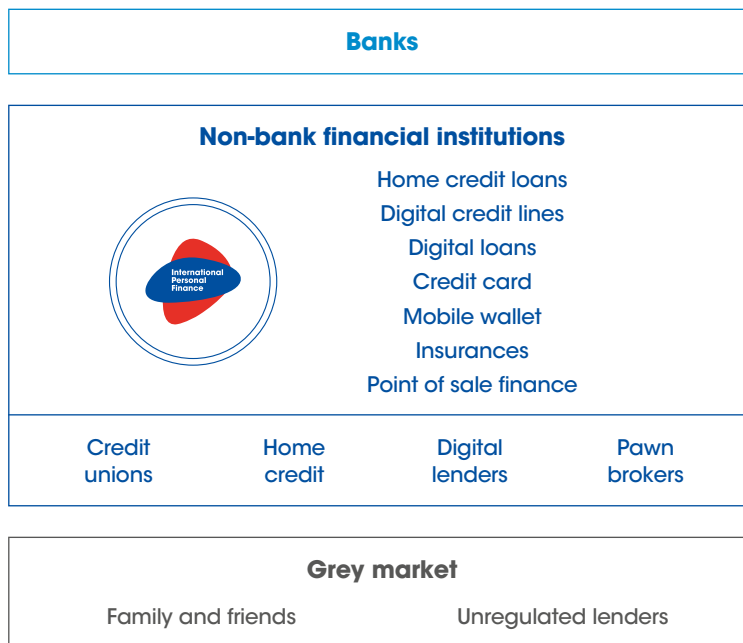 Banks
Non-bank financial institutions
Home credit loans
Digital credit lines
Digital loans
Credit card
Mobile wallet
Insurances
Point of sale finance
International
Personal
Finance
Credit
unions
Home
credit
Digital
lenders
Pawn
brokers
Grey market
Family and friends
Unregulated lenders